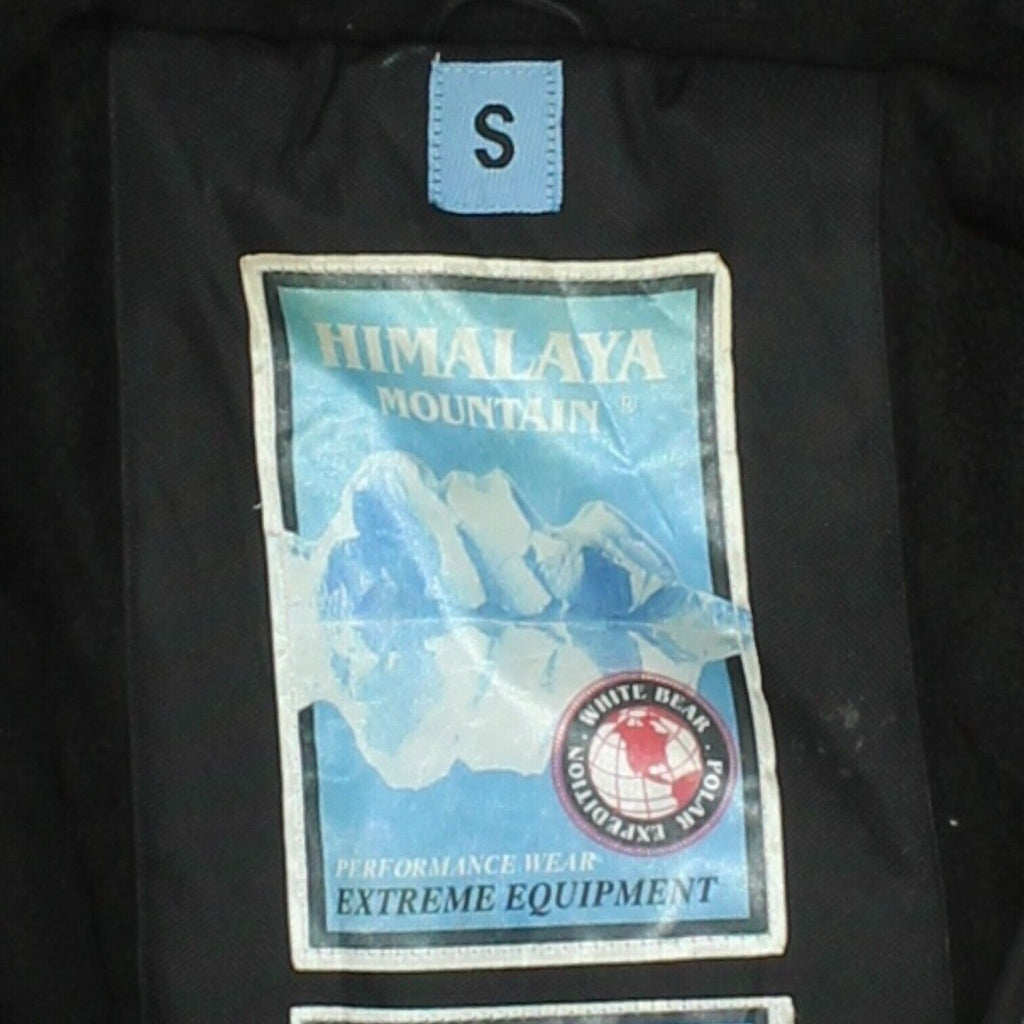 S
HIMALAYA
MOUNTAIN ®
WHITE BEAR · POLAR EXPEDITION ·
PERFORMANCE WEAR
EXTREME EQUIPMENT